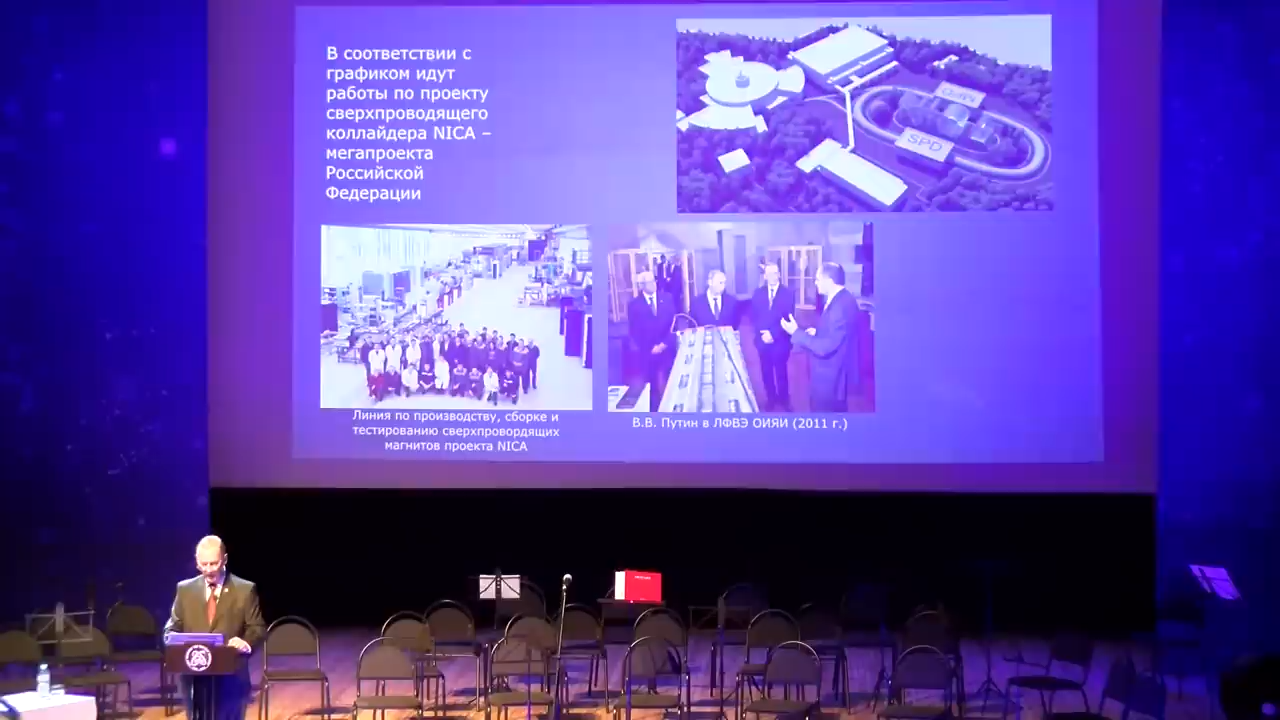 В соответствии с
графиком идут
работы по проекту
сверхпроводящего
коллайдера NICA –
мегапроекта
Российской
Федерации
SPD
Линия по производству, сборке и
тестированию сверхпровордящих
магнитов проекта NICA
В.В. Путин в ЛФВЭ ОИЯИ (2011 г.)